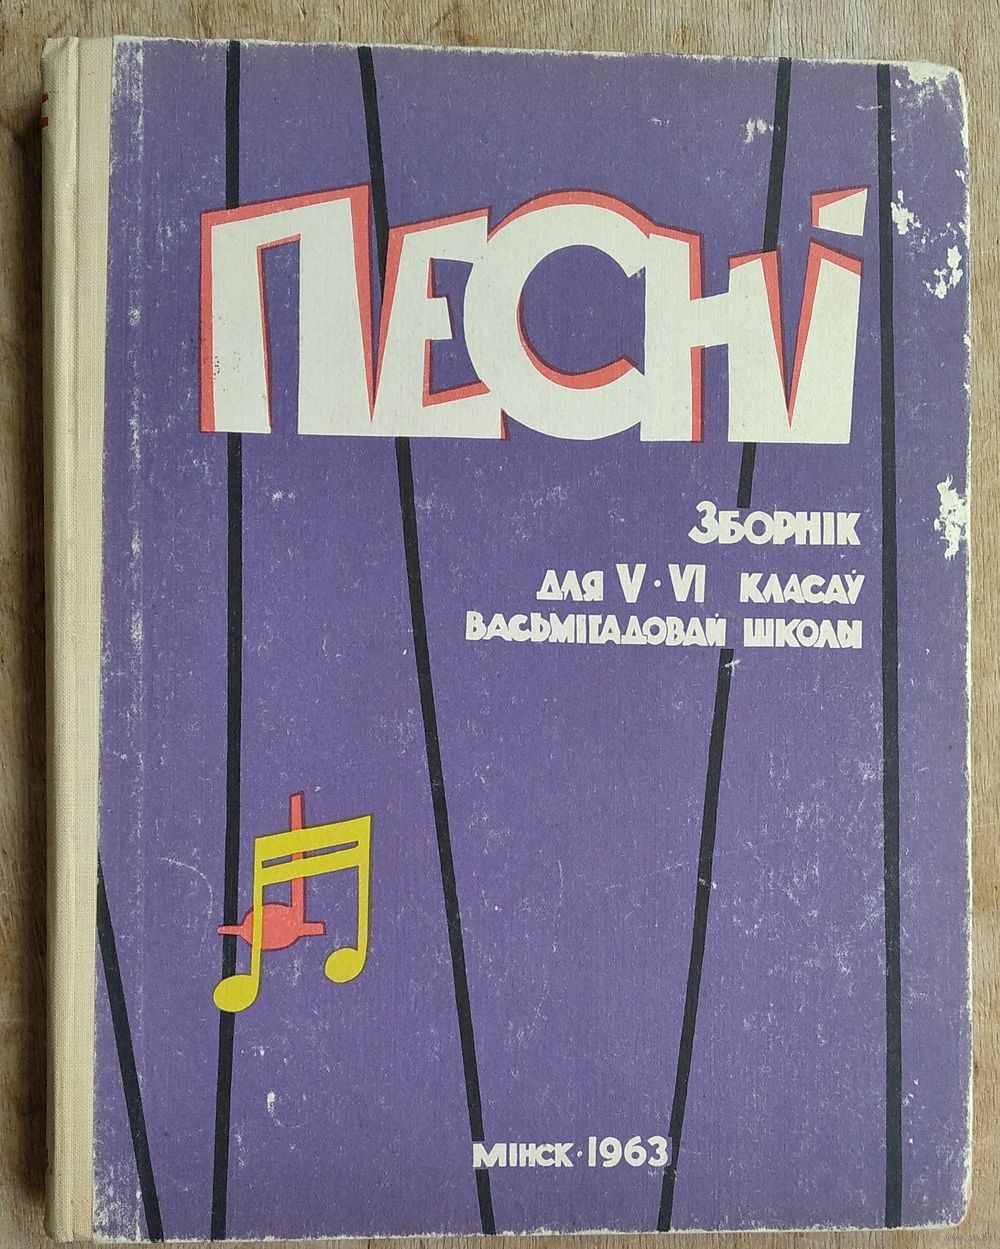 ПЕСНІ
ЗБОРНІК
ДЛЯ V·VI КЛАСАЎ
ВАСЬМІГАДОВАЙ ШКОЛЫ
МІНСК·1963